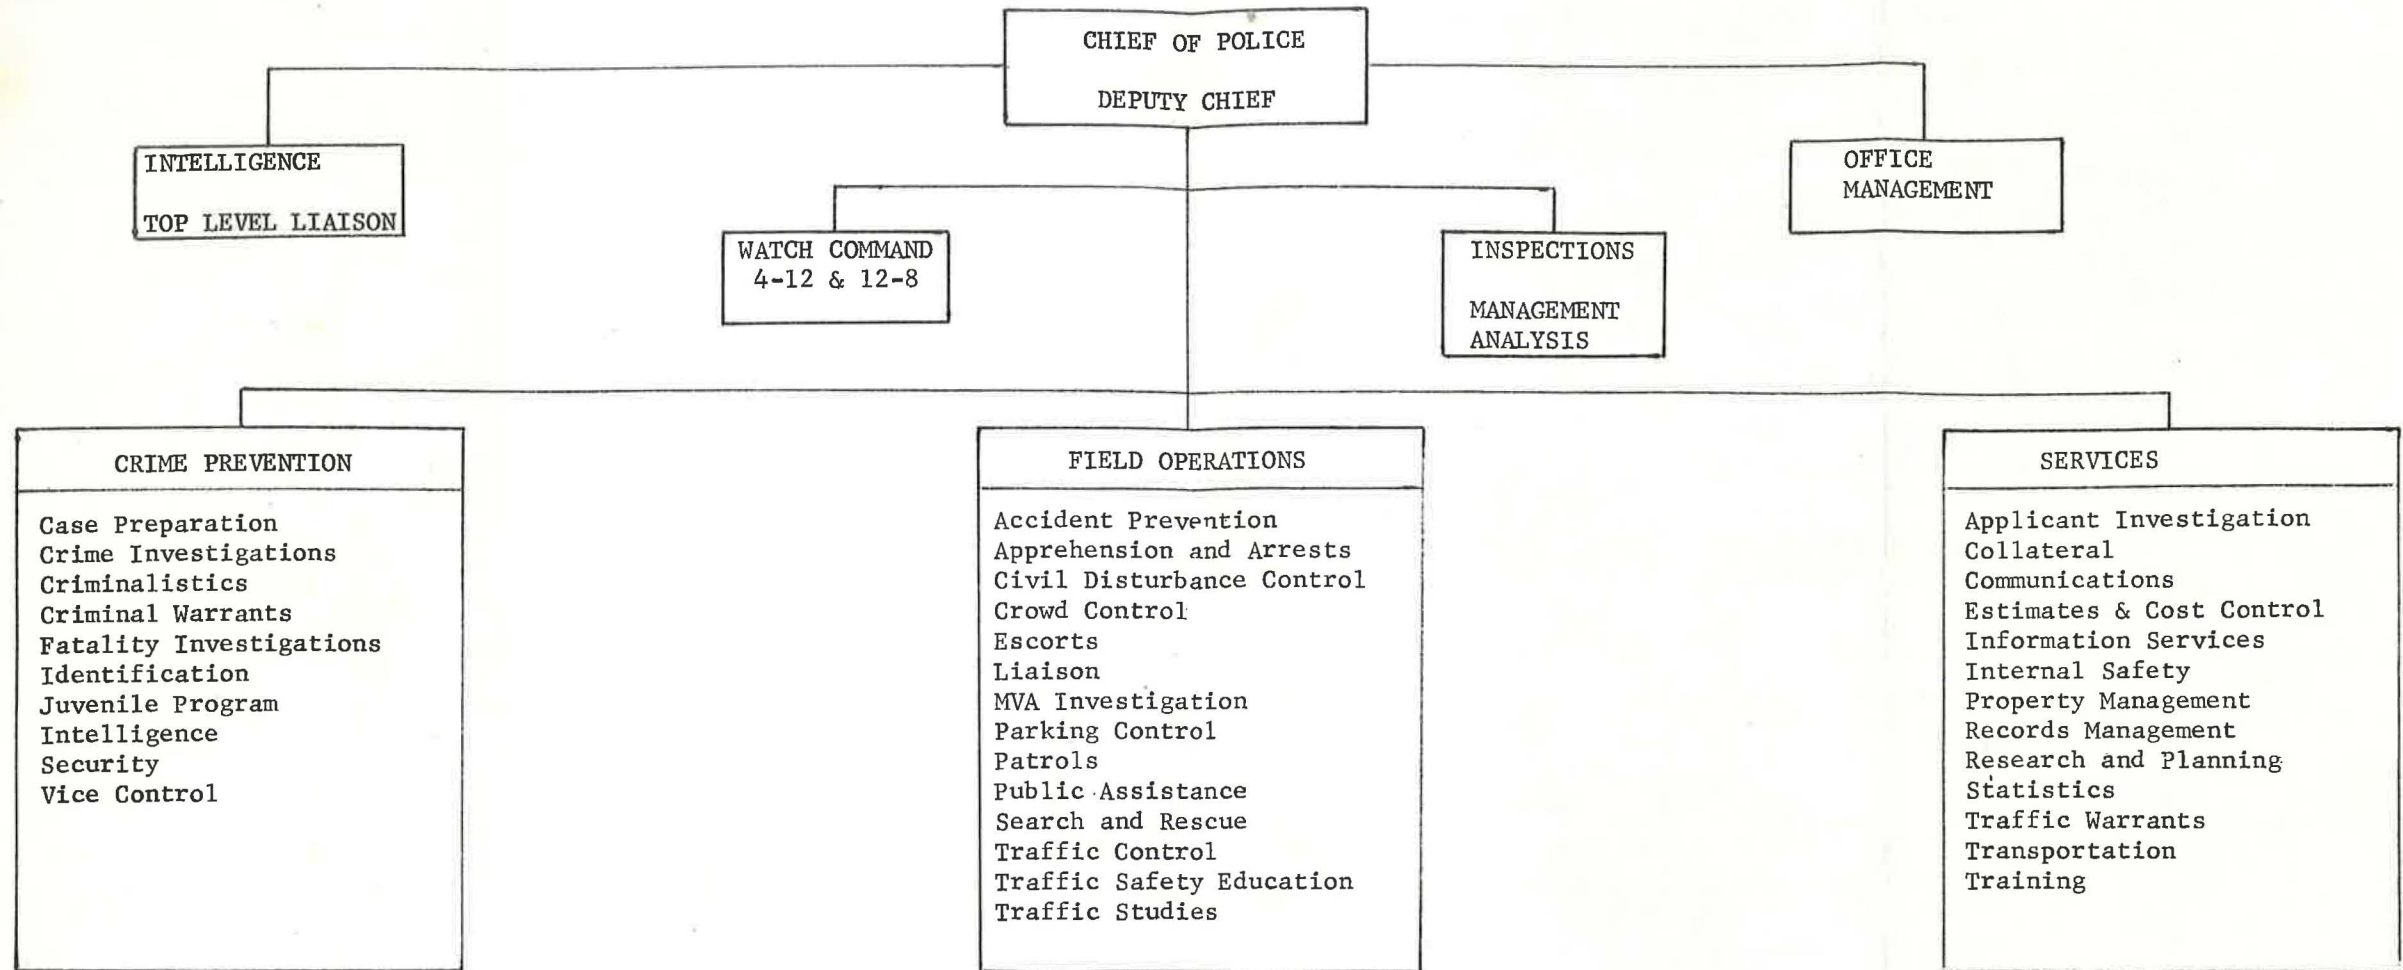 CHIEF OF POLICE
DEPUTY CHIEF
INTELLIGENCE
TOP LEVEL LIAISON
OFFICE
MANAGEMENT
WATCH COMMAND
4-12 & 12-8
INSPECTIONS
MANAGEMENT
ANALYSIS
CRIME PREVENTION
Case Preparation
Crime Investigations
Criminalistics
Criminal Warrants
Fatality Investigations
Identification
Juvenile Program
Intelligence
Security
Vice Control
FIELD OPERATIONS
Accident Prevention
Apprehension and Arrests
Civil Disturbance Control
Crowd Control
Escorts
Liaison
MVA Investigation
Parking Control
Patrols
Public Assistance
Search and Rescue
Traffic Control
Traffic Safety Education
Traffic Studies
SERVICES
Applicant Investigation
Collateral
Communications
Estimates & Cost Control
Information Services
Internal Safety
Property Management
Records Management
Research and Planning
Statistics
Traffic Warrants
Transportation
Training